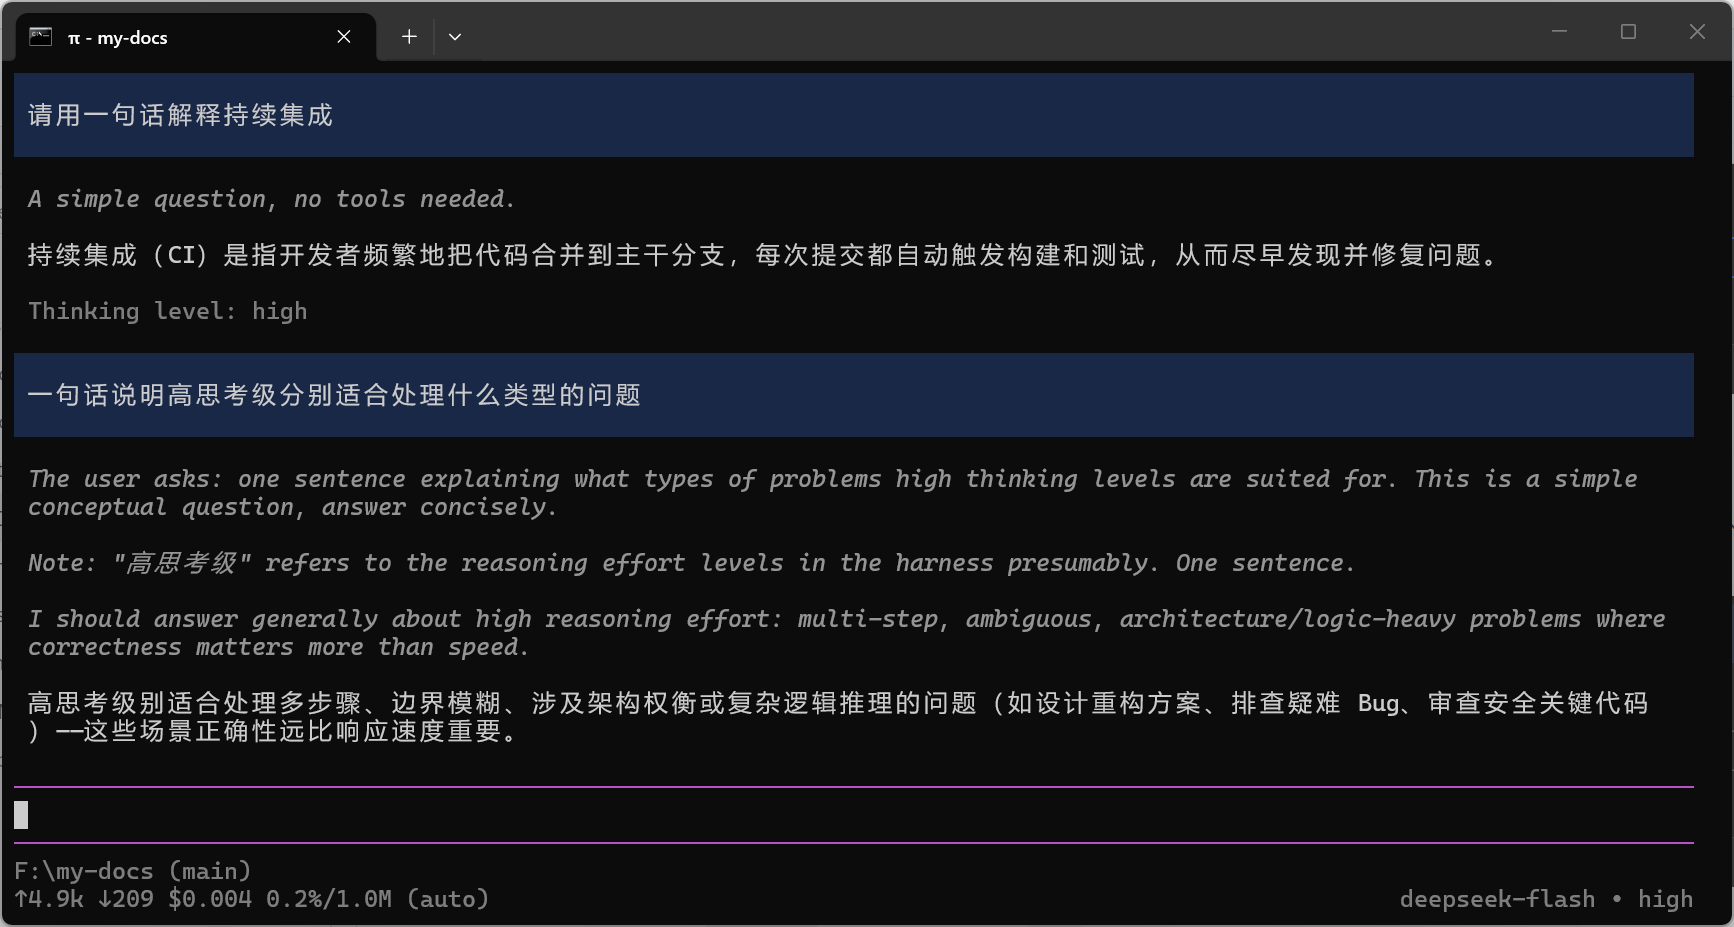 π - my-docs
请用一句话解释持续集成
A simple question, no tools needed.
持续集成（CI）是指开发者频繁地把代码合并到主干分支，每次提交都自动触发构建和测试，从而尽早发现并修复问题。
Thinking level: high
一句话说明高思考级分别适合处理什么类型的问题
The user asks: one sentence explaining what types of problems high thinking levels are suited for. This is a simple
conceptual question, answer concisely.
Note: "高思考级" refers to the reasoning effort levels in the harness presumably. One sentence.
I should answer generally about high reasoning effort: multi-step, ambiguous, architecture/logic-heavy problems where
correctness matters more than speed.
高思考级别适合处理多步骤、边界模糊、涉及架构权衡或复杂逻辑推理的问题（如设计重构方案、排查疑难 Bug、审查安全关键代码
）——这些场景正确性远比响应速度重要。
F:\my-docs (main)
↑4.9k ↓209 $0.004 0.2%/1.0M (auto) deepseek-flash • high